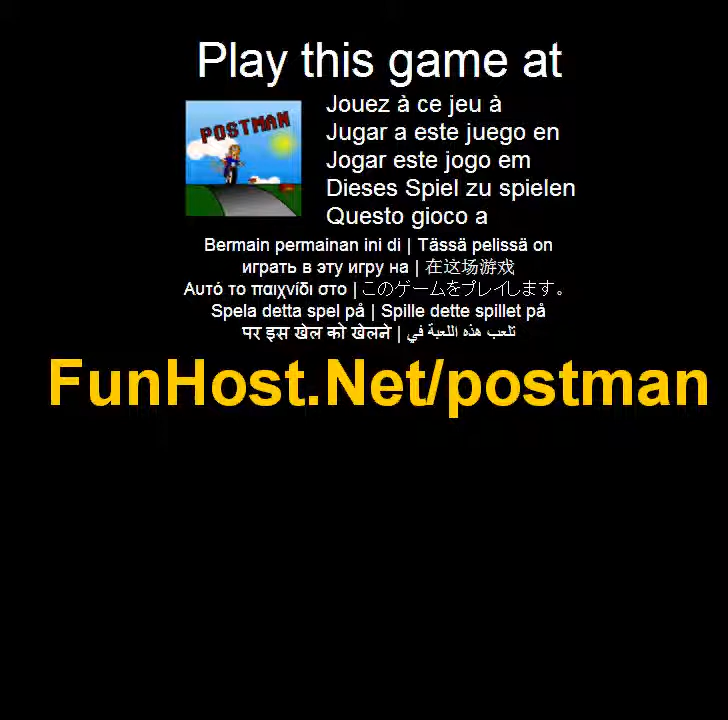 Play this game at
POSTMAN
Jouez à ce jeu à
Jugar a este juego en
Jogar este jogo em
Dieses Spiel zu spielen
Questo gioco a
Bermain permainan ini di | Tässä pelissä on
играть в эту игру на | 在这场游戏
Αυτό το παιχνίδι στο | このゲームをプレイします。
Spela detta spel på | Spille dette spillet på
पर इस खेल को खेलने | تلعب هذه اللعبة في
FunHost.Net/postman